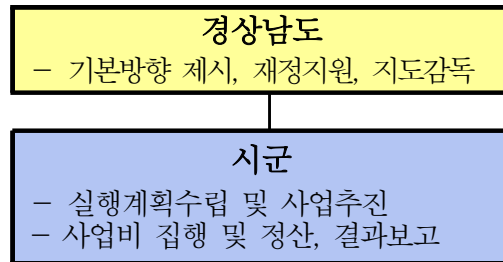 경상남도
- 기본방향 제시, 재정지원, 지도감독
시군
- 실행계획수립 및 사업추진
- 사업비 집행 및 정산, 결과보고